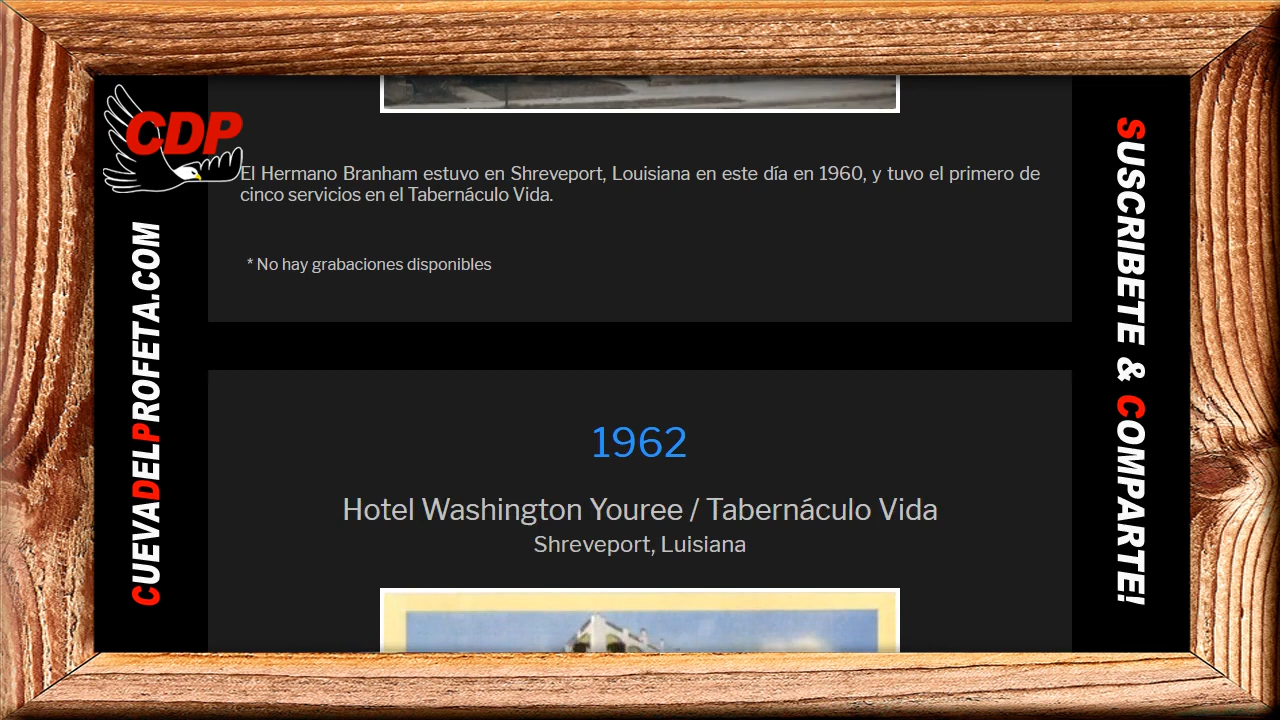 CDP
CUEVADELPROFETA.COM
El Hermano Branham estuvo en Shreveport, Louisiana en este día en 1960, y tuvo el primero de
cinco servicios en el Tabernáculo Vida.
* No hay grabaciones disponibles
1962
Hotel Washington Youree / Tabernáculo Vida
Shreveport, Luisiana
SUSCRIBETE & COMPARTE!